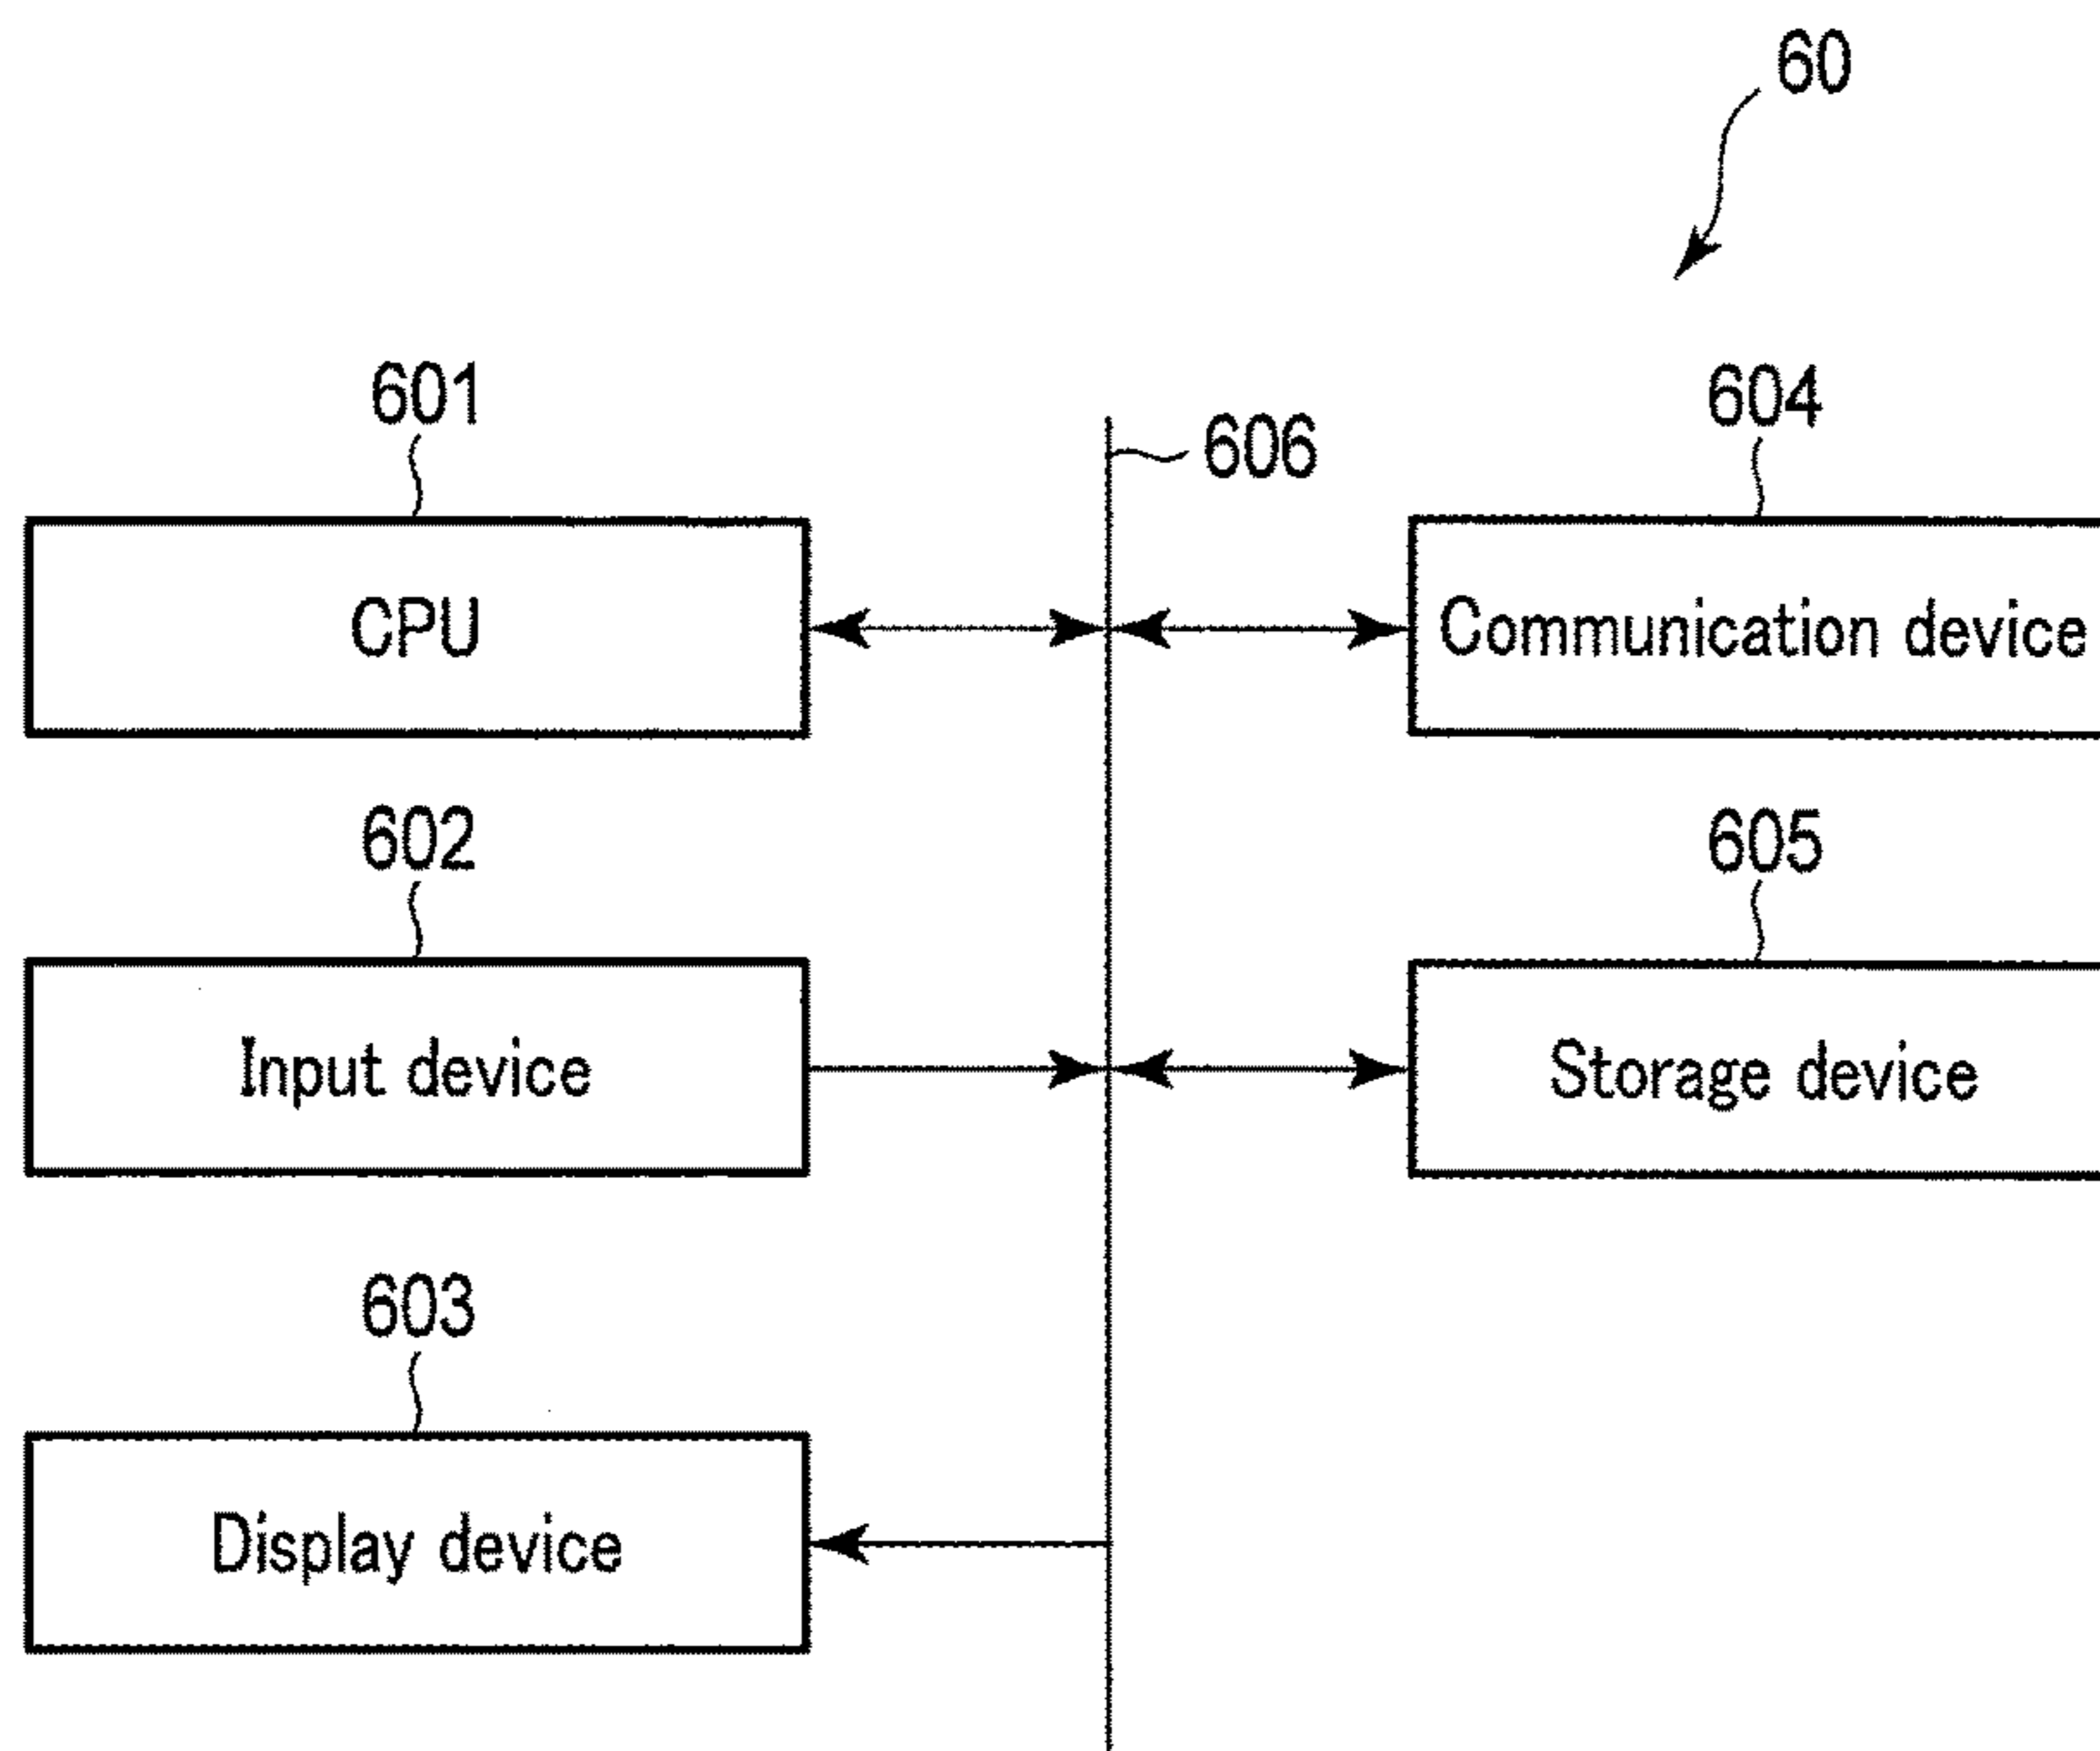 60
601
606
604
CPU
Communication device
602
605
Input device
Storage device
603
Display device